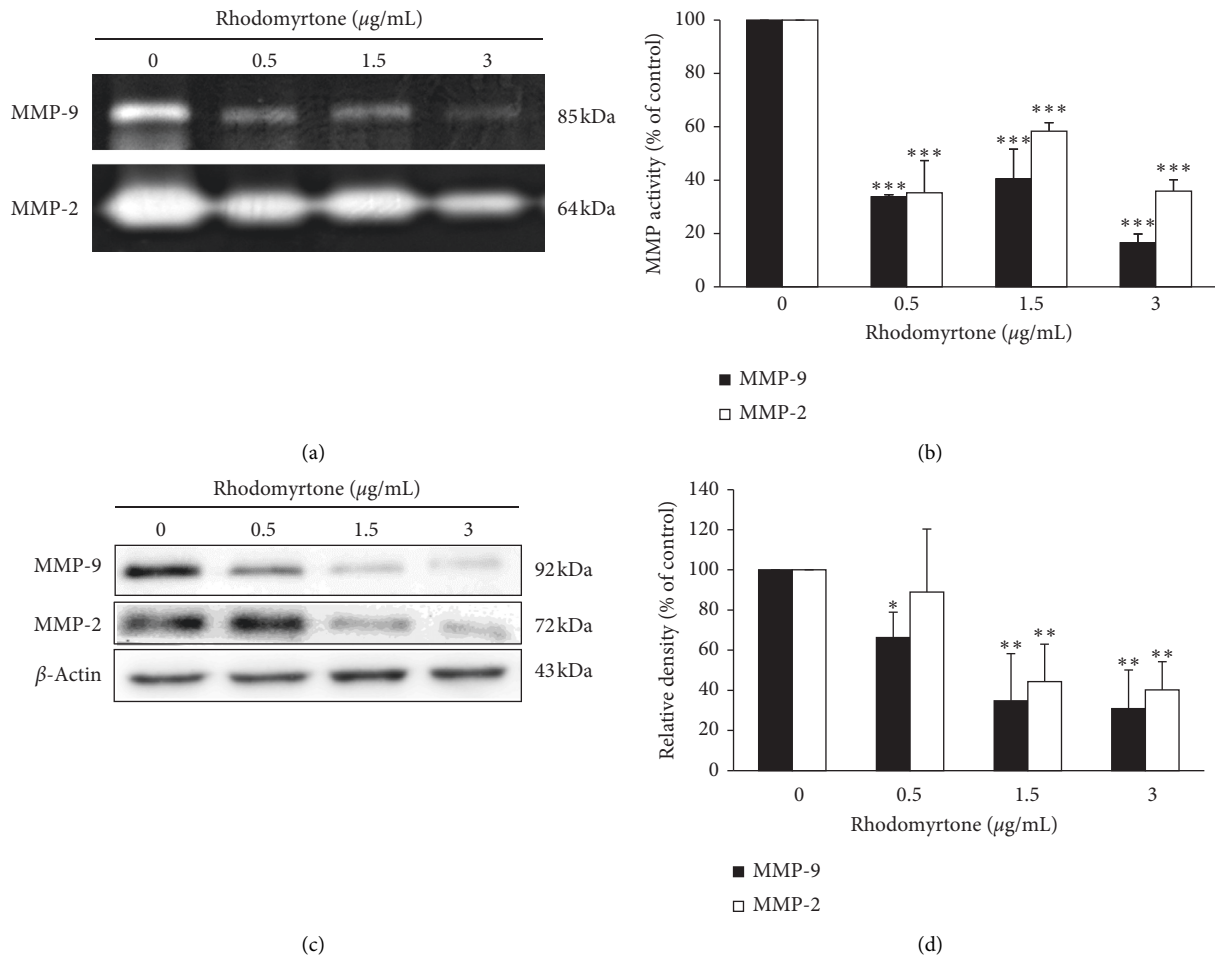 Rhodomyrtone (μg/mL)
0 0.5 1.5 3
MMP-9 85 kDa
MMP-2 64 kDa
(a)
MMP activity (% of control)
100
80
60
40
20
0
*** *** *** *** *** ***
0 0.5 1.5 3
Rhodomyrtone (μg/mL)
MMP-9
MMP-2
(b)
Rhodomyrtone (μg/mL)
0 0.5 1.5 3
MMP-9 92 kDa
MMP-2 72 kDa
β-Actin 43 kDa
(c)
Relative density (% of control)
140
120
100
80
60
40
20
0
* ** ** ** **
0 0.5 1.5 3
Rhodomyrtone (μg/mL)
MMP-9
MMP-2
(d)